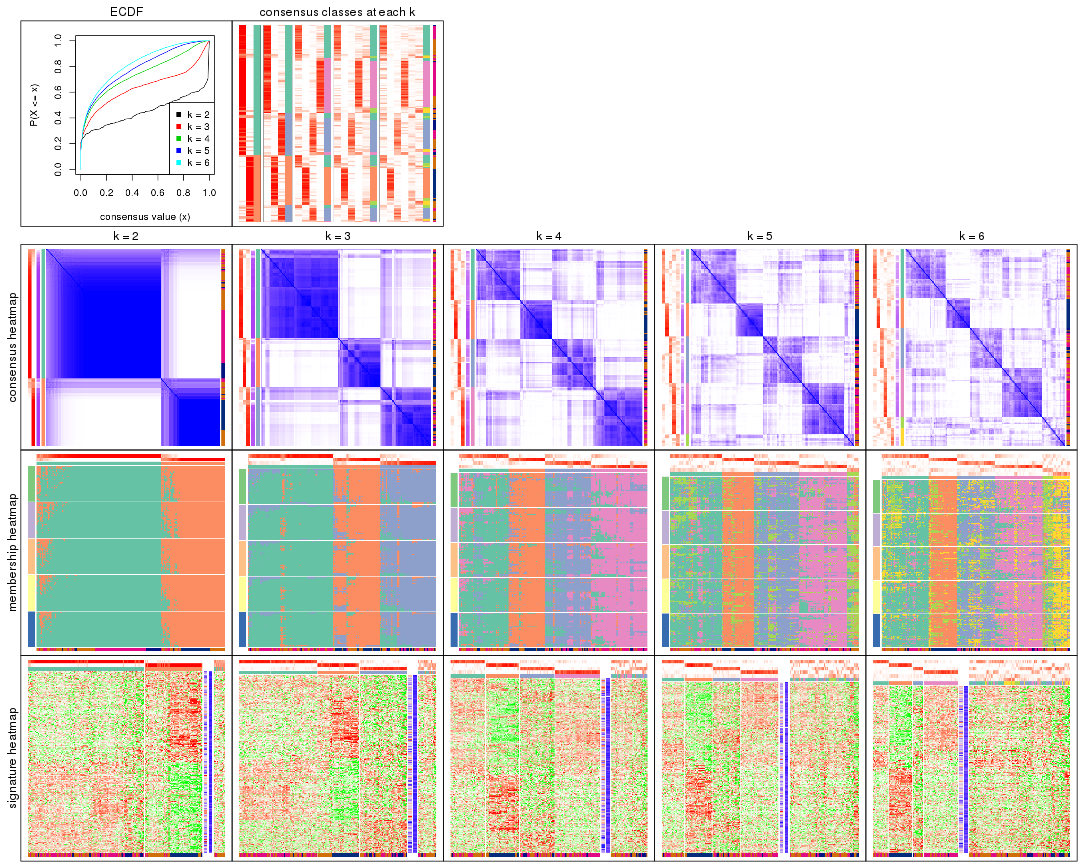 ECDF
consensus classes at each k
P(X <= x)
0.0 0.2 0.4 0.6 0.8 1.0
k = 2
k = 3
k = 4
k = 5
k = 6
0.0 0.2 0.4 0.6 0.8 1.0
consensus value (x)
k = 2 k = 3 k = 4 k = 5 k = 6
consensus heatmap
membership heatmap
signature heatmap